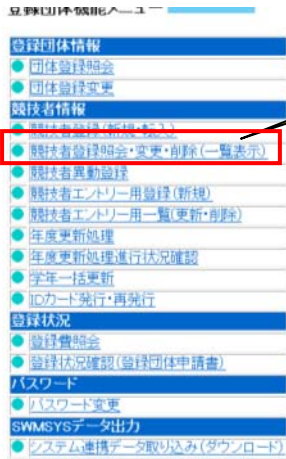 登録団体機能メニュー
登録団体情報
団体登録照会
団体登録変更
競技者情報
競技者登録(新規・転入)
競技者登録照会・変更・削除(一覧表示)
競技者異動登録
競技者エントリー用登録(新規)
競技者エントリー用一覧(更新・削除)
年度更新処理
年度更新処理進行状況確認
学年一括更新
IDカード発行・再発行
登録状況
登録費照会
登録状況確認(登録団体申請書)
パスワード
パスワード変更
SWMSYSデータ出力
システム連携データ取り込み(ダウンロード)